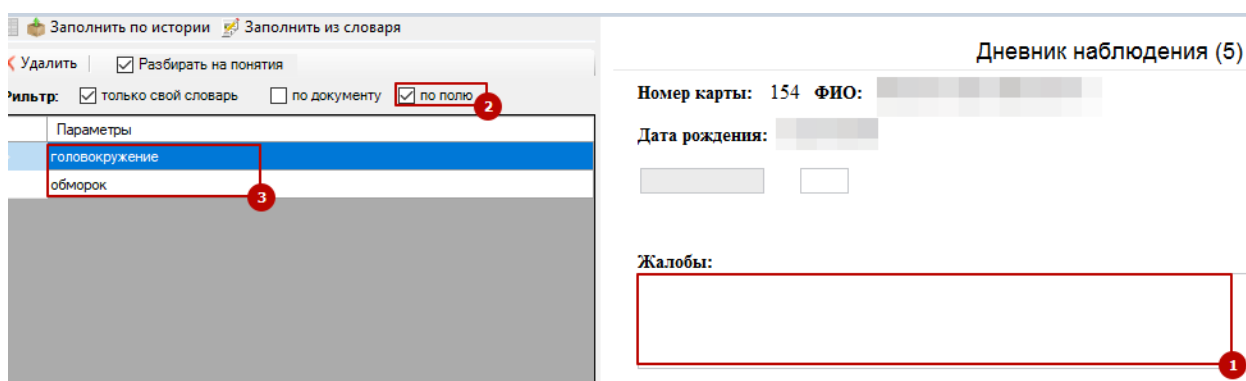 Заполнить по истории Заполнить из словаря
Удалить Разбирать на понятия
Фильтр: только свой словарь по документу по полю 2
Параметры
головокружение
обморок
3
Дневник наблюдения (5)
Номер карты: 154 ФИО:
Дата рождения:
Жалобы:
1